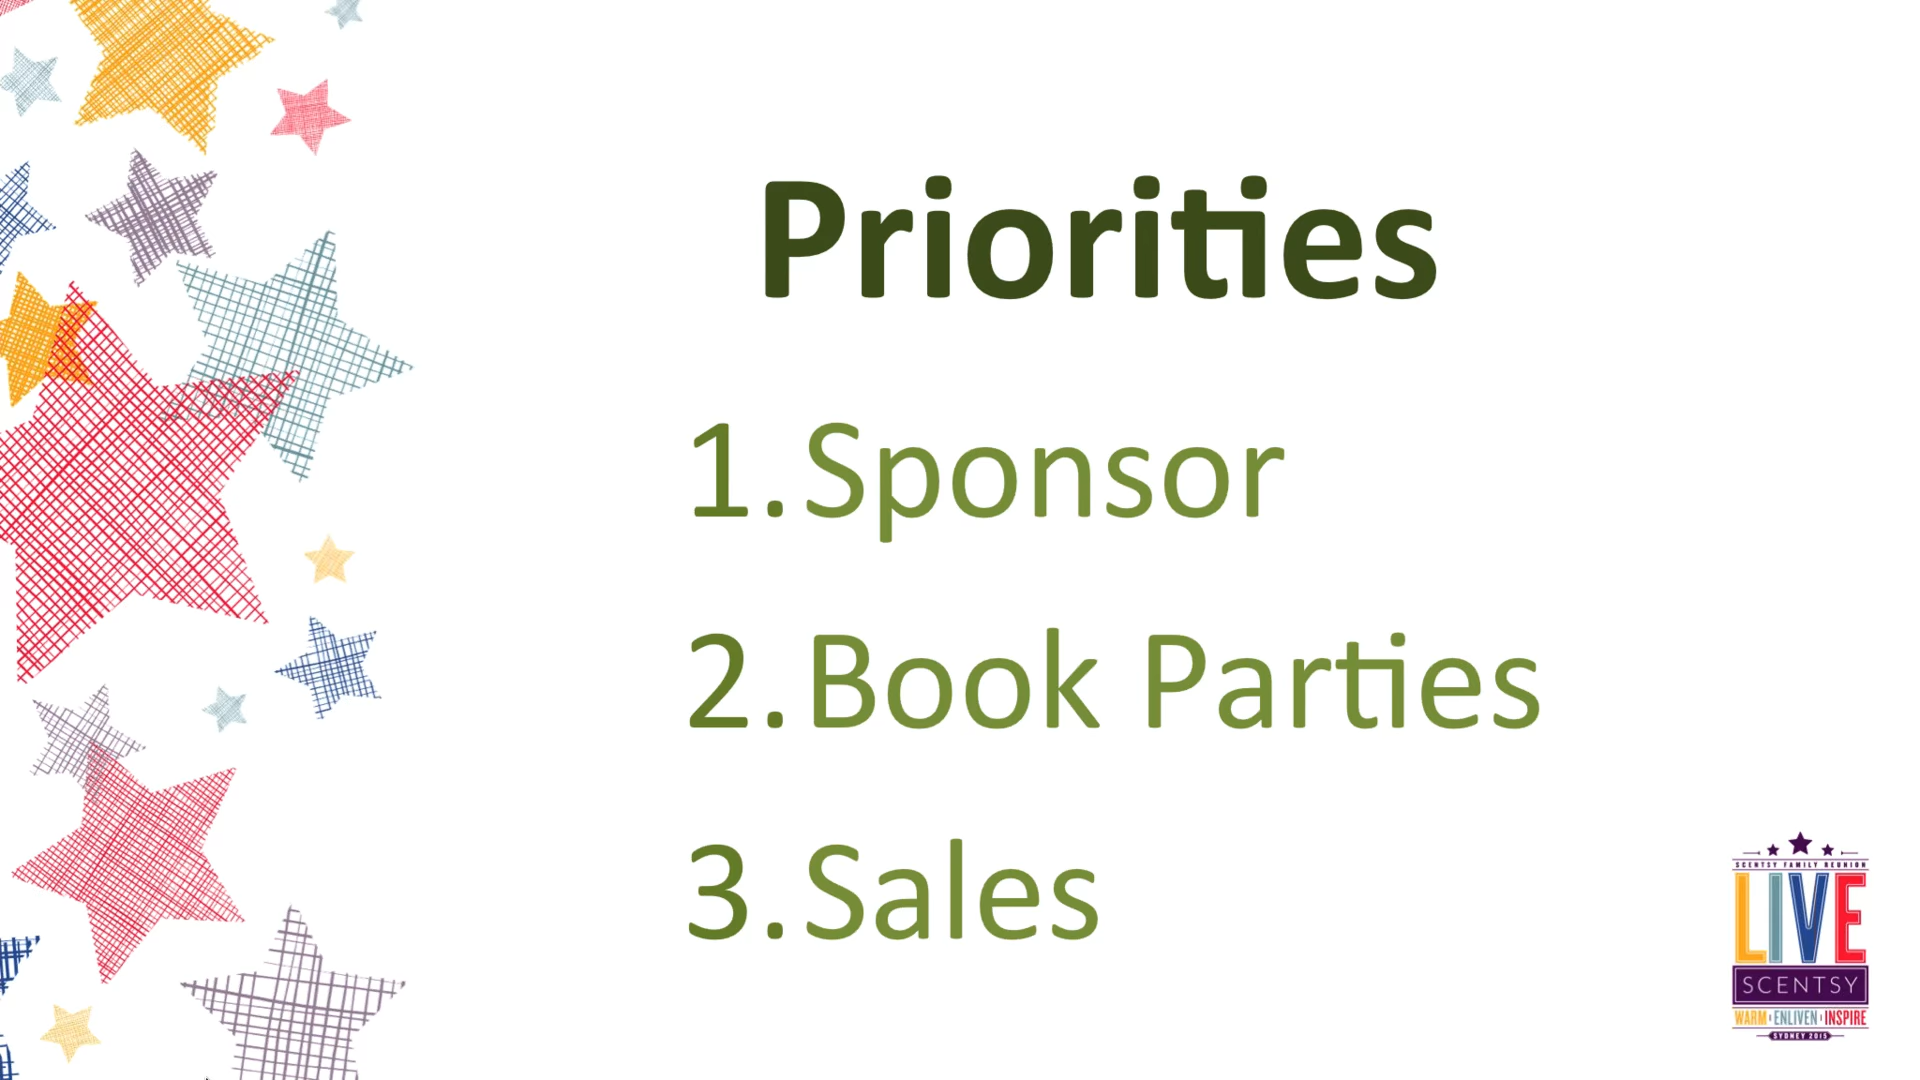 Priorities
1. Sponsor
2. Book Parties
3. Sales
SCENTSY FAMILY REUNION
LIVE
SCENTSY
WARM ENLIVEN INSPIRE
SYDNEY 2015